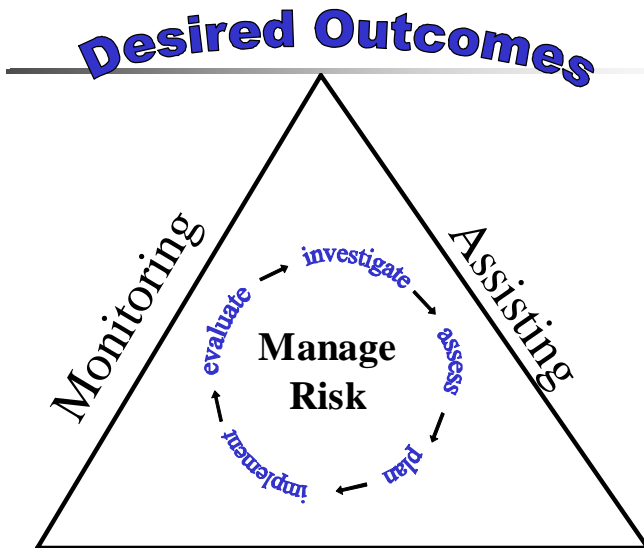 Desired Outcomes
Monitoring
Assisting
investigate
assess
plan
implement
evaluate
Manage
Risk